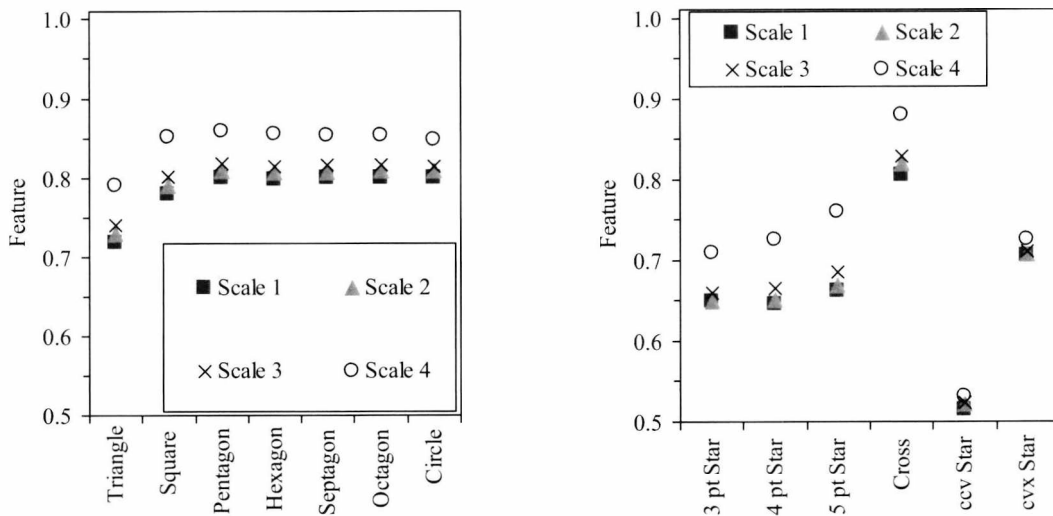 1.0
0.9
0.8
0.7
0.6
0.5
Feature
Scale 1
Scale 2
Scale 3
Scale 4
Triangle
Square
Pentagon
Hexagon
Septagon
Octagon
Circle
1.0
0.9
0.8
0.7
0.6
0.5
Feature
Scale 1
Scale 2
Scale 3
Scale 4
3 pt Star
4 pt Star
5 pt Star
Cross
ccv Star
cvx Star